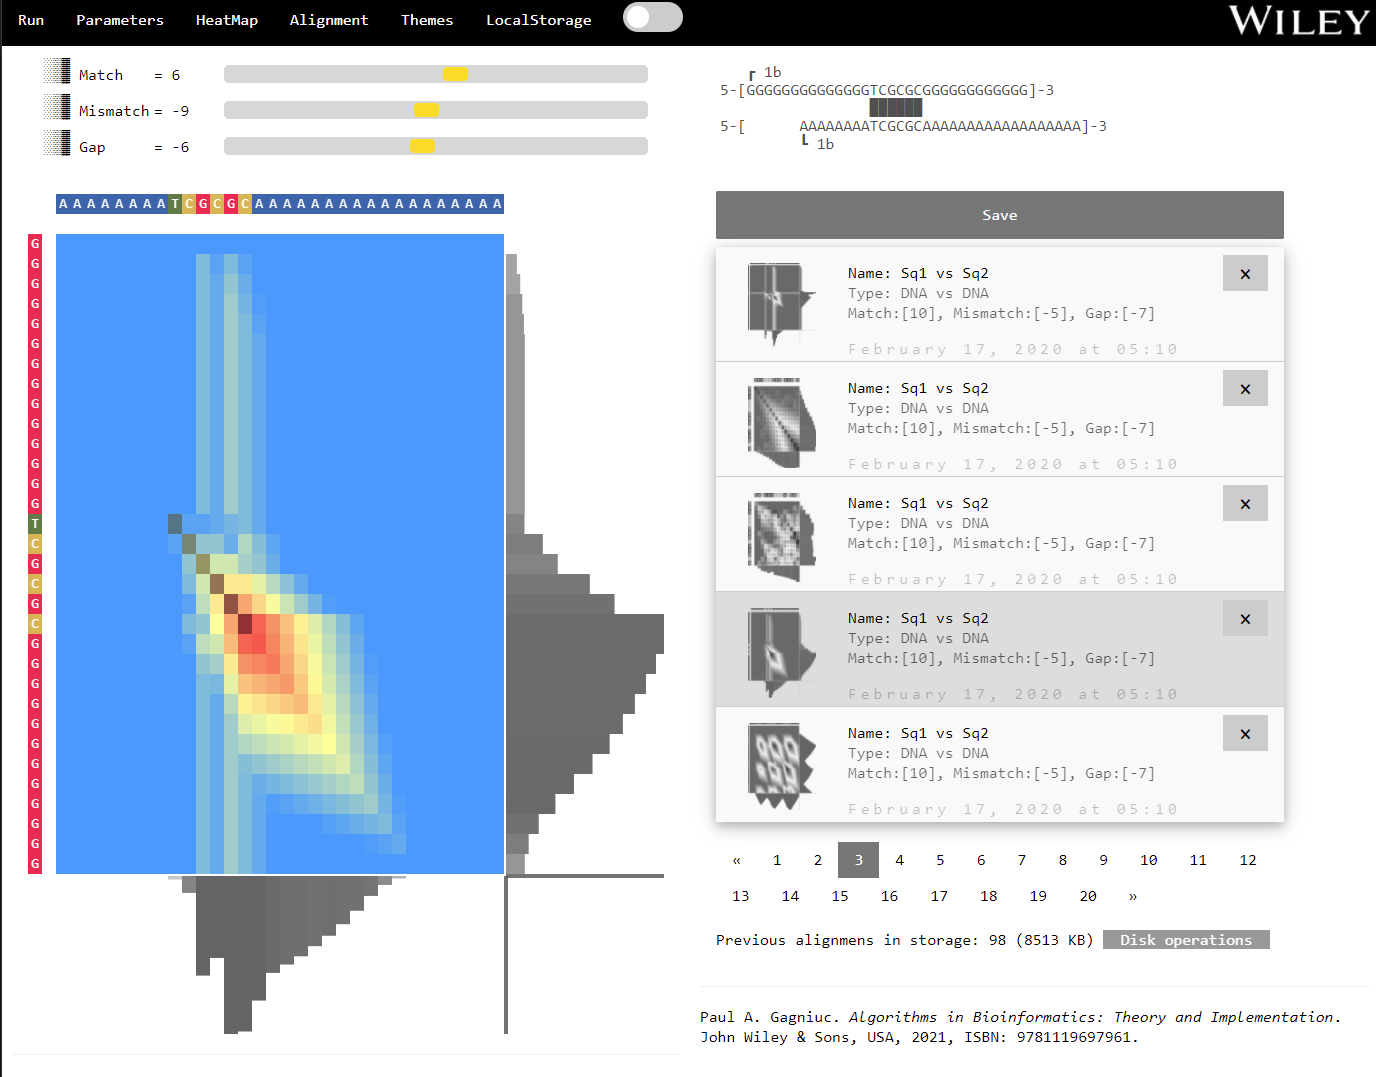 Run Parameters HeatMap Alignment Themes LocalStorage
WILEY
Match = 6
Mismatch = -9
Gap = -6
1b
5-[GGGGGGGGGGGGGGTCGCGCGGGGGGGGGGGG]-3
5-[      AAAAAAAATCGCGCAAAAAAAAAAAAAAAAAA]-3
1b
A A A A A A A A T C G C G C A A A A A A A A A A A A A A A A A A
G
G
G
G
G
G
G
G
G
G
G
G
G
G
T
C
G
C
G
C
G
G
G
G
G
G
G
G
G
G
G
G
Save
Name: Sq1 vs Sq2
Type: DNA vs DNA
Match:[10], Mismatch:[-5], Gap:[-7]
February 17, 2020 at 05:10
×
Name: Sq1 vs Sq2
Type: DNA vs DNA
Match:[10], Mismatch:[-5], Gap:[-7]
February 17, 2020 at 05:10
×
Name: Sq1 vs Sq2
Type: DNA vs DNA
Match:[10], Mismatch:[-5], Gap:[-7]
February 17, 2020 at 05:10
×
Name: Sq1 vs Sq2
Type: DNA vs DNA
Match:[10], Mismatch:[-5], Gap:[-7]
February 17, 2020 at 05:10
×
Name: Sq1 vs Sq2
Type: DNA vs DNA
Match:[10], Mismatch:[-5], Gap:[-7]
February 17, 2020 at 05:10
×
« 1 2 3 4 5 6 7 8 9 10 11 12
13 14 15 16 17 18 19 20 »
Previous alignmens in storage: 98 (8513 KB) Disk operations
Paul A. Gagniuc. Algorithms in Bioinformatics: Theory and Implementation.
John Wiley & Sons, USA, 2021, ISBN: 9781119697961.